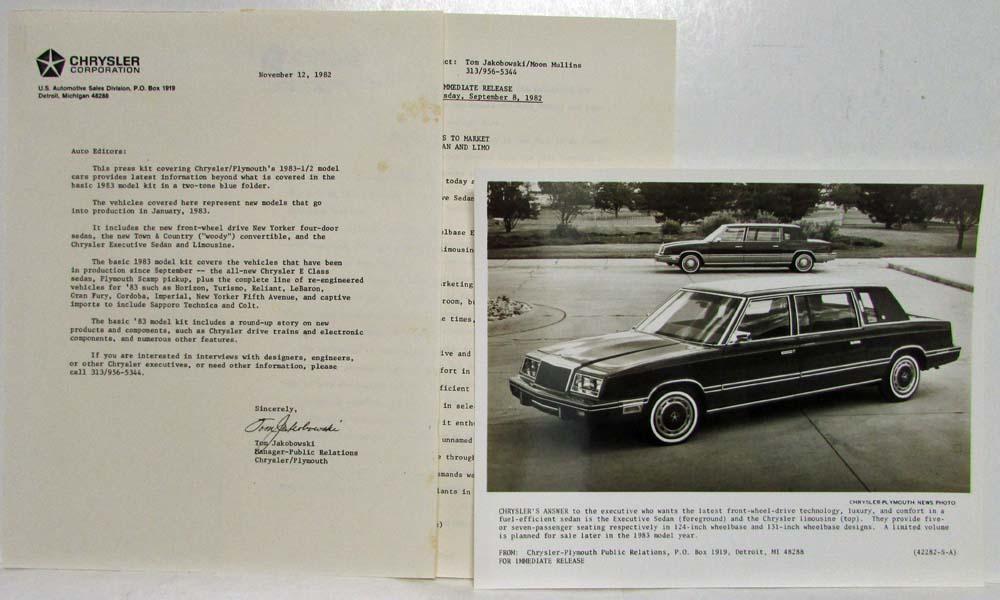 CHRYSLER
CORPORATION
U.S. Automotive Sales Division, P.O. Box 1919
Detroit, Michigan 48288
November 12, 1982
Auto Editors:
This press kit covering Chrysler/Plymouth's 1983-1/2 model
cars provides latest information beyond what is covered in the
basic 1983 model kit in a two-tone blue folder.
The vehicles covered here represent new models that go
into production in January, 1983.
It includes the new front-wheel drive New Yorker four-door
sedan, the new Town & Country ("woody") convertible, and the
Chrysler Executive Sedan and Limousine.
The basic 1983 model kit covers the vehicles that have been
in production since September -- the all-new Chrysler E Class
sedan, Plymouth Scamp pickup, plus the complete line of re-engineered
vehicles for '83 such as Horizon, Turismo, Reliant, LeBaron,
Gran Fury, Cordoba, Imperial, New Yorker Fifth Avenue, and captive
imports to include Sapporo Technica and Colt.
The basic '83 model kit includes a round-up story on new
products and components, such as Chrysler drive trains and electronic
components, and numerous other features.
If you are interested in interviews with designers, engineers,
or other Chrysler executives, or need other information, please
call 313/956-5344.
Sincerely,
Tom Jakobowski
Tom Jakobowski
Manager-Public Relations
Chrysler/Plymouth
ct: Tom Jakobowski/Moon Mullins
313/956-5344
MMEDIATE RELEASE
sday, September 8, 1982
S TO MARKET
AN AND LIMO
today a
ve Sedan
lbase E
imousin
rketing
room, bu
e times,
ive and
fort in
ficient
in sele
it enthu
unnamed
e through
mands wa
iants in
)
CHRYSLER-PLYMOUTH NEWS PHOTO
CHRYSLER'S ANSWER to the executive who wants the latest front-wheel-drive technology, luxury, and comfort in a
fuel-efficient sedan is the Executive Sedan (foreground) and the Chrysler limousine (top). They provide five-
or seven-passenger seating respectively in 124-inch wheelbase and 131-inch wheelbase designs. A limited volume
is planned for sale later in the 1983 model year.
FROM: Chrysler-Plymouth Public Relations, P.O. Box 1919, Detroit, MI 48288 (42282-S-A)
FOR IMMEDIATE RELEASE